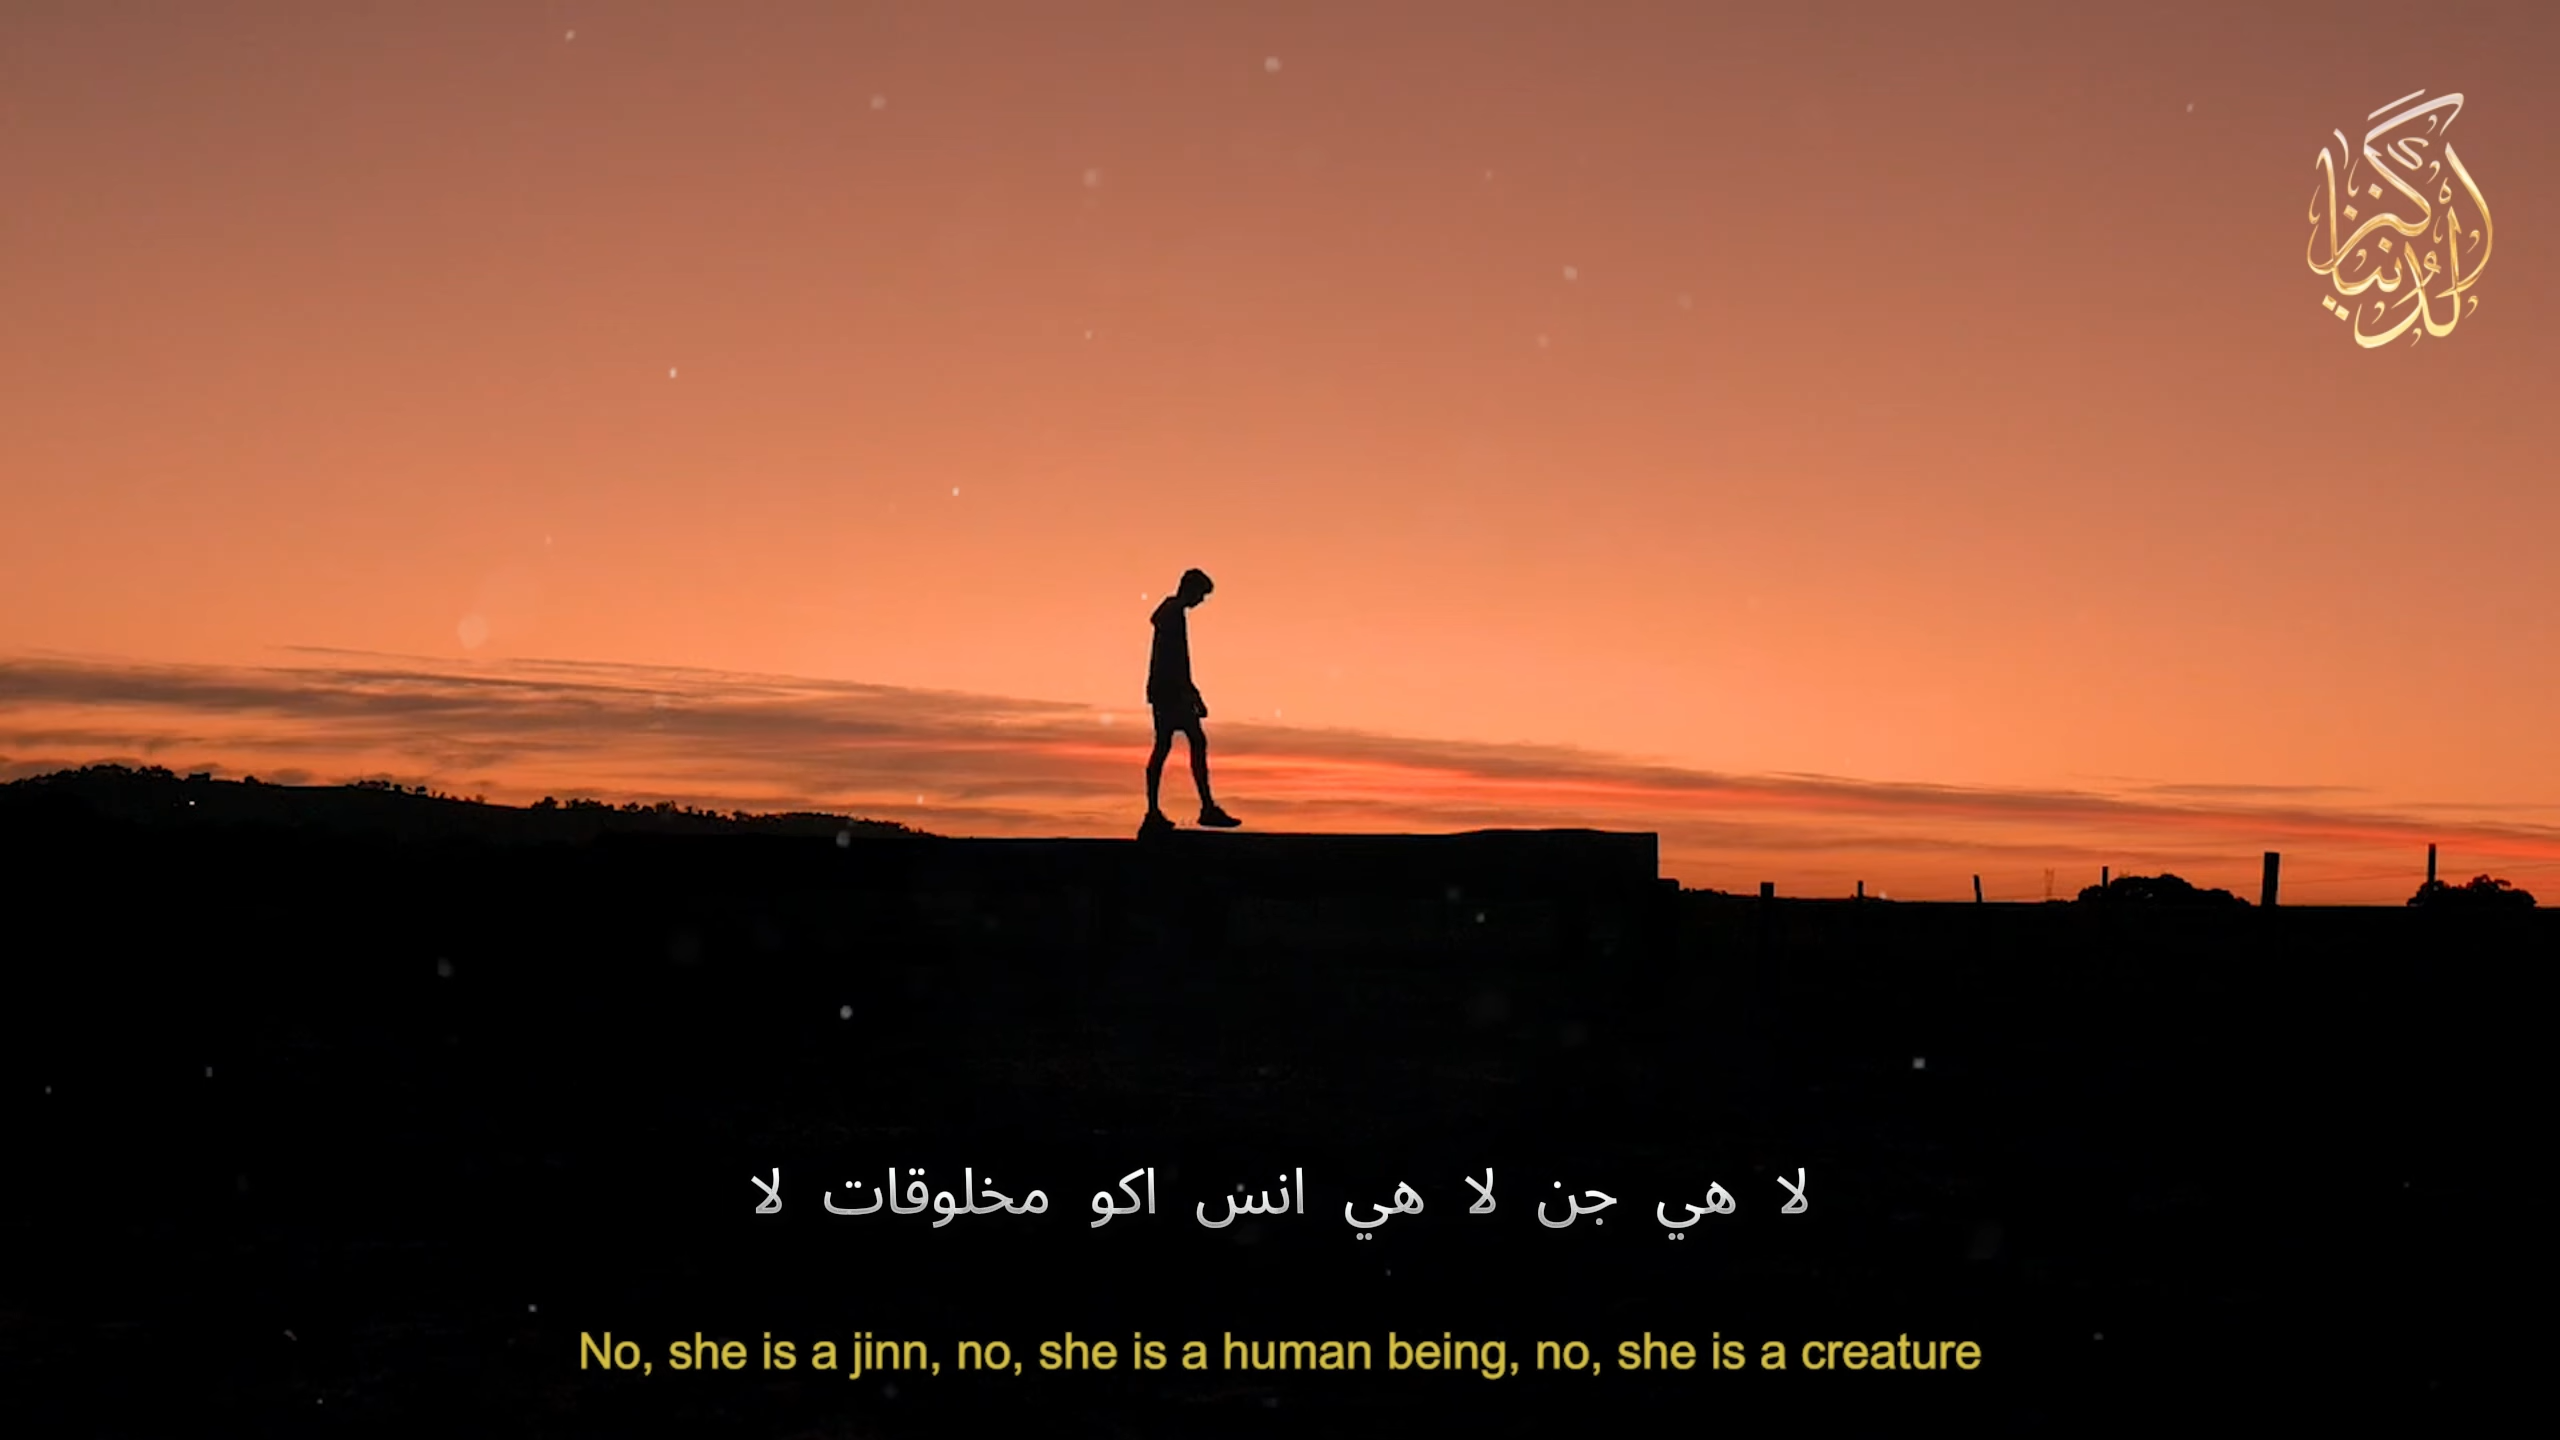 لا هي جن لا هي انس اكو مخلوقات لا
No, she is a jinn, no, she is a human being, no, she is a creature